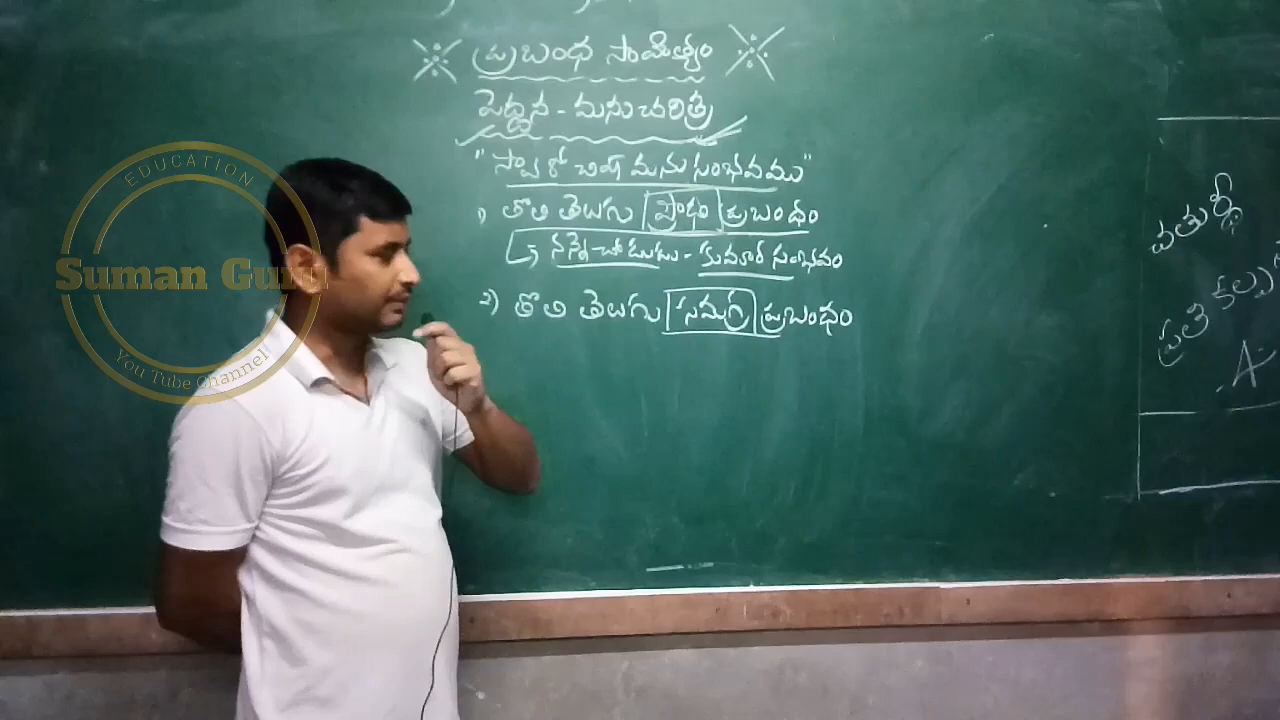 ప్రబంధ సాహిత్యం
పెద్దన - మను చరిత్ర
"స్వారోచిష మను సంభవము"
1) తొలి తెలుగు ప్రౌఢ ప్రబంధం
నన్నెచోడుడు - కుమార సంభవం
2) తొలి తెలుగు సమగ్ర ప్రబంధం
EDUCATION
Suman Guru
You Tube Channel